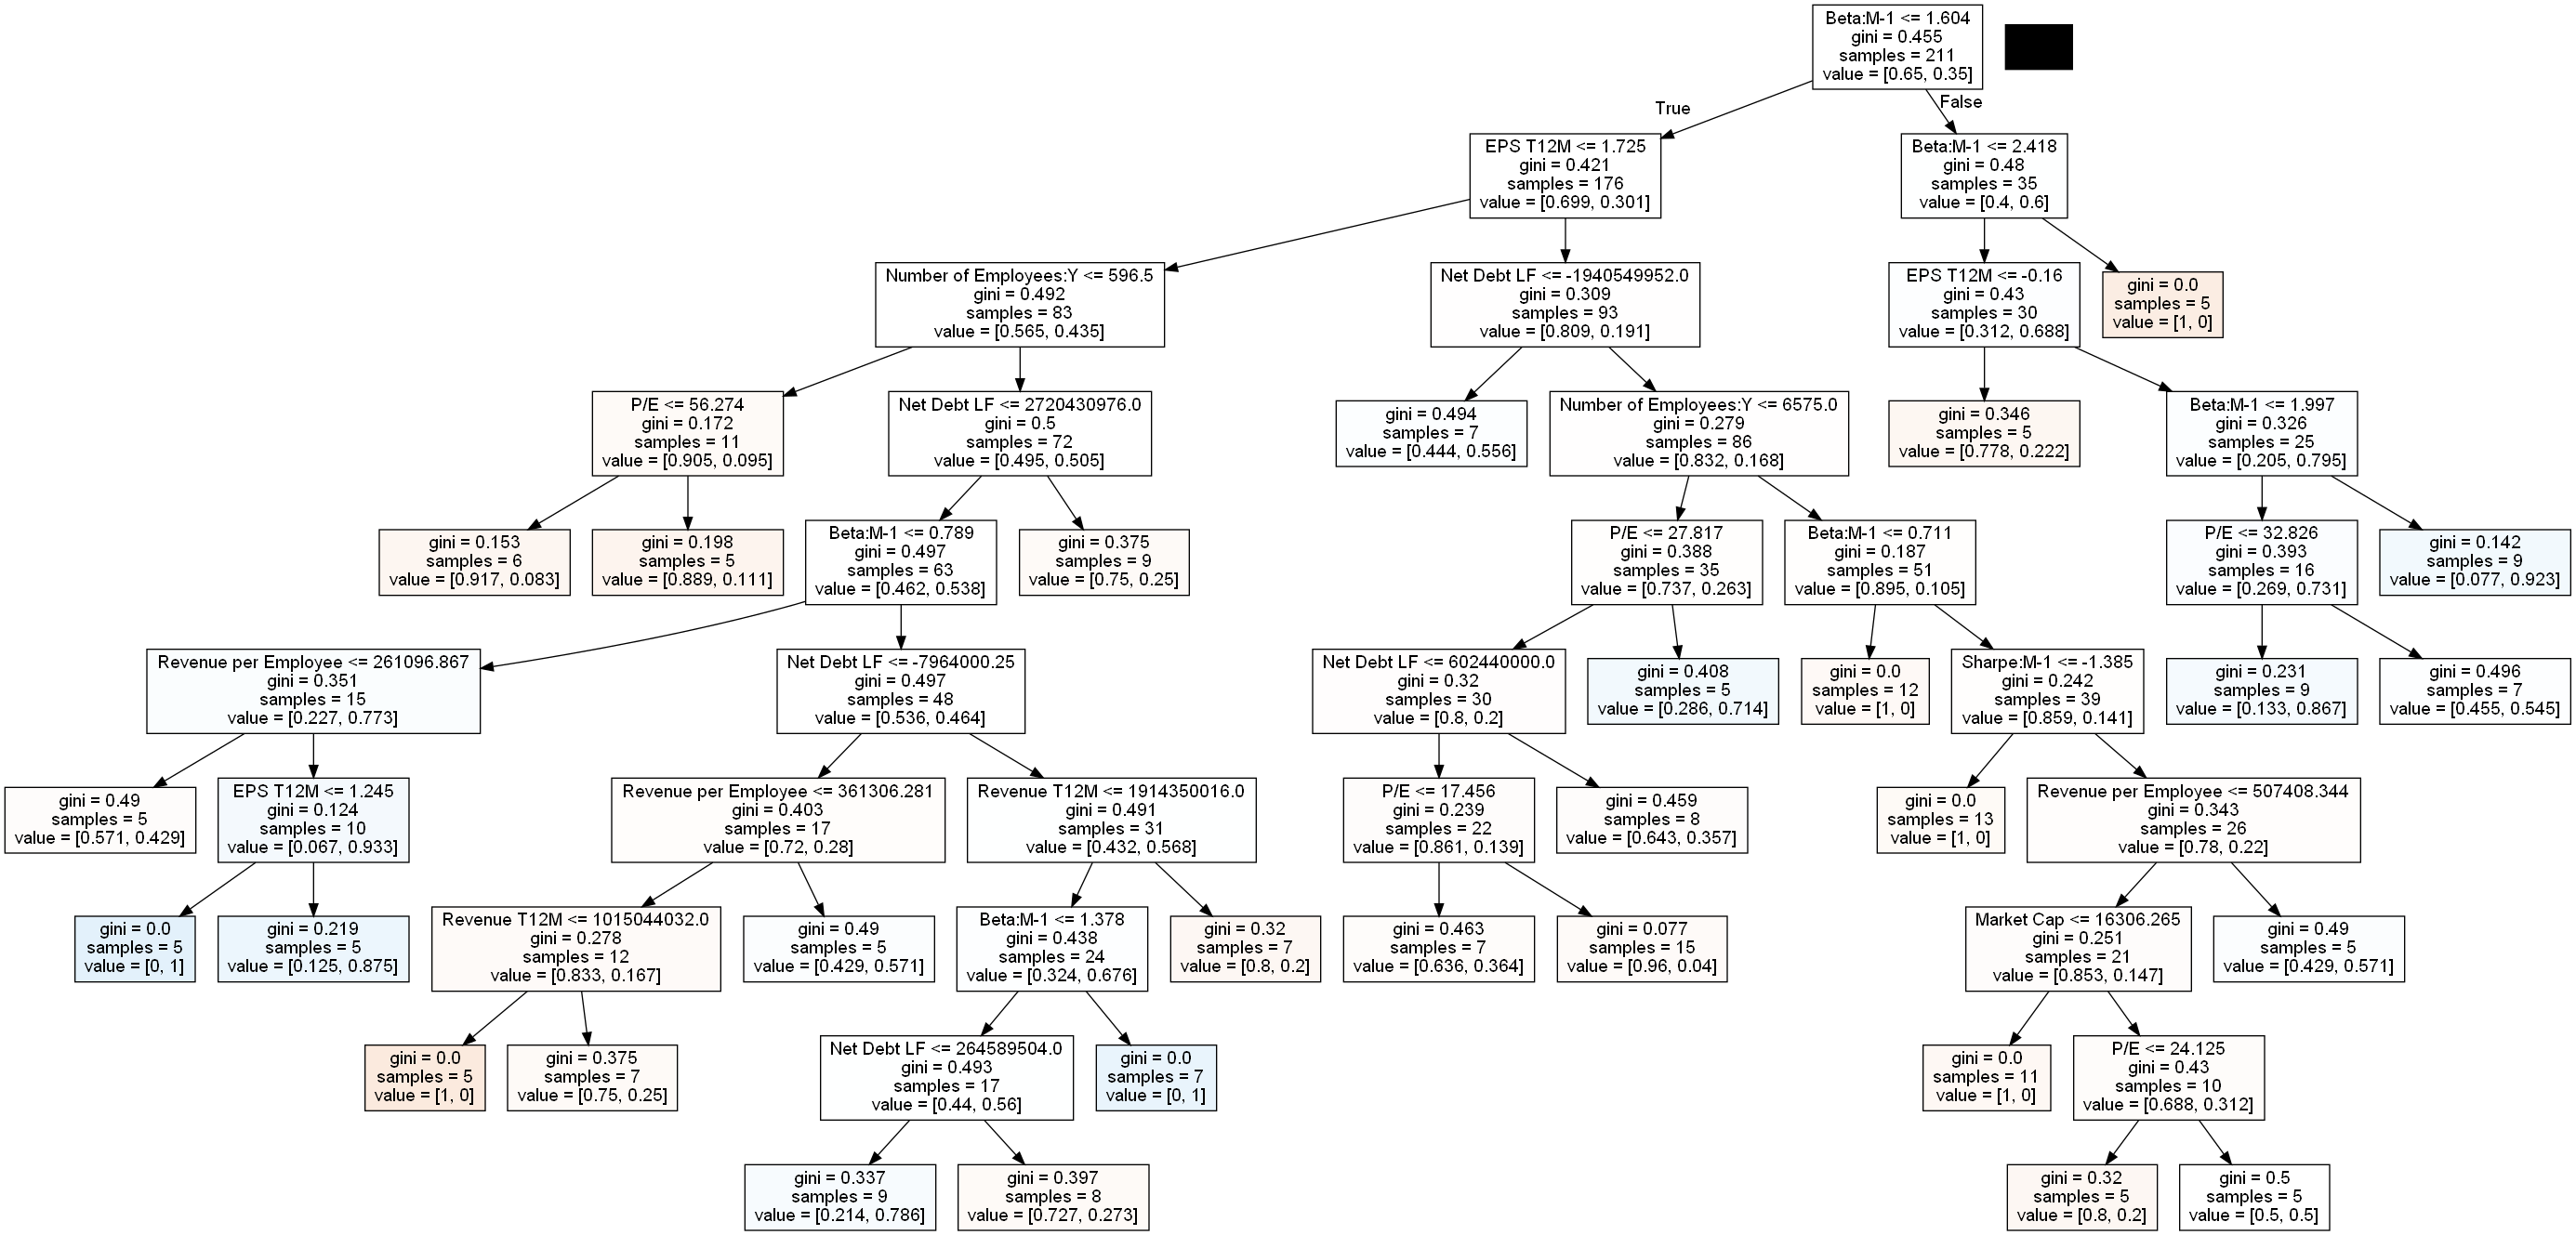 Beta:M-1 <= 1.604
gini = 0.455
samples = 211
value = [0.65, 0.35]
True
False
EPS T12M <= 1.725
gini = 0.421
samples = 176
value = [0.699, 0.301]
Beta:M-1 <= 2.418
gini = 0.48
samples = 35
value = [0.4, 0.6]
Number of Employees:Y <= 596.5
gini = 0.492
samples = 83
value = [0.565, 0.435]
Net Debt LF <= -1940549952.0
gini = 0.309
samples = 93
value = [0.809, 0.191]
EPS T12M <= -0.16
gini = 0.43
samples = 30
value = [0.312, 0.688]
gini = 0.0
samples = 5
value = [1, 0]
P/E <= 56.274
gini = 0.172
samples = 11
value = [0.905, 0.095]
Net Debt LF <= 2720430976.0
gini = 0.5
samples = 72
value = [0.495, 0.505]
gini = 0.494
samples = 7
value = [0.444, 0.556]
Number of Employees:Y <= 6575.0
gini = 0.279
samples = 86
value = [0.832, 0.168]
gini = 0.346
samples = 5
value = [0.778, 0.222]
Beta:M-1 <= 1.997
gini = 0.326
samples = 25
value = [0.205, 0.795]
gini = 0.153
samples = 6
value = [0.917, 0.083]
gini = 0.198
samples = 5
value = [0.889, 0.111]
Beta:M-1 <= 0.789
gini = 0.497
samples = 63
value = [0.462, 0.538]
gini = 0.375
samples = 9
value = [0.75, 0.25]
P/E <= 27.817
gini = 0.388
samples = 35
value = [0.737, 0.263]
Beta:M-1 <= 0.711
gini = 0.187
samples = 51
value = [0.895, 0.105]
P/E <= 32.826
gini = 0.393
samples = 16
value = [0.269, 0.731]
gini = 0.142
samples = 9
value = [0.077, 0.923]
Revenue per Employee <= 261096.867
gini = 0.351
samples = 15
value = [0.227, 0.773]
Net Debt LF <= -7964000.25
gini = 0.497
samples = 48
value = [0.536, 0.464]
Net Debt LF <= 602440000.0
gini = 0.32
samples = 30
value = [0.8, 0.2]
gini = 0.408
samples = 5
value = [0.286, 0.714]
gini = 0.0
samples = 12
value = [1, 0]
Sharpe:M-1 <= -1.385
gini = 0.242
samples = 39
value = [0.859, 0.141]
gini = 0.231
samples = 9
value = [0.133, 0.867]
gini = 0.496
samples = 7
value = [0.455, 0.545]
gini = 0.49
samples = 5
value = [0.571, 0.429]
EPS T12M <= 1.245
gini = 0.124
samples = 10
value = [0.067, 0.933]
Revenue per Employee <= 361306.281
gini = 0.403
samples = 17
value = [0.72, 0.28]
Revenue T12M <= 1914350016.0
gini = 0.491
samples = 31
value = [0.432, 0.568]
P/E <= 17.456
gini = 0.239
samples = 22
value = [0.861, 0.139]
gini = 0.459
samples = 8
value = [0.643, 0.357]
gini = 0.0
samples = 13
value = [1, 0]
Revenue per Employee <= 507408.344
gini = 0.343
samples = 26
value = [0.78, 0.22]
gini = 0.0
samples = 5
value = [0, 1]
gini = 0.219
samples = 5
value = [0.125, 0.875]
Revenue T12M <= 1015044032.0
gini = 0.278
samples = 12
value = [0.833, 0.167]
gini = 0.49
samples = 5
value = [0.429, 0.571]
Beta:M-1 <= 1.378
gini = 0.438
samples = 24
value = [0.324, 0.676]
gini = 0.32
samples = 7
value = [0.8, 0.2]
gini = 0.463
samples = 7
value = [0.636, 0.364]
gini = 0.077
samples = 15
value = [0.96, 0.04]
Market Cap <= 16306.265
gini = 0.251
samples = 21
value = [0.853, 0.147]
gini = 0.49
samples = 5
value = [0.429, 0.571]
gini = 0.0
samples = 5
value = [1, 0]
gini = 0.375
samples = 7
value = [0.75, 0.25]
Net Debt LF <= 264589504.0
gini = 0.493
samples = 17
value = [0.44, 0.56]
gini = 0.0
samples = 7
value = [0, 1]
gini = 0.0
samples = 11
value = [1, 0]
P/E <= 24.125
gini = 0.43
samples = 10
value = [0.688, 0.312]
gini = 0.337
samples = 9
value = [0.214, 0.786]
gini = 0.397
samples = 8
value = [0.727, 0.273]
gini = 0.32
samples = 5
value = [0.8, 0.2]
gini = 0.5
samples = 5
value = [0.5, 0.5]